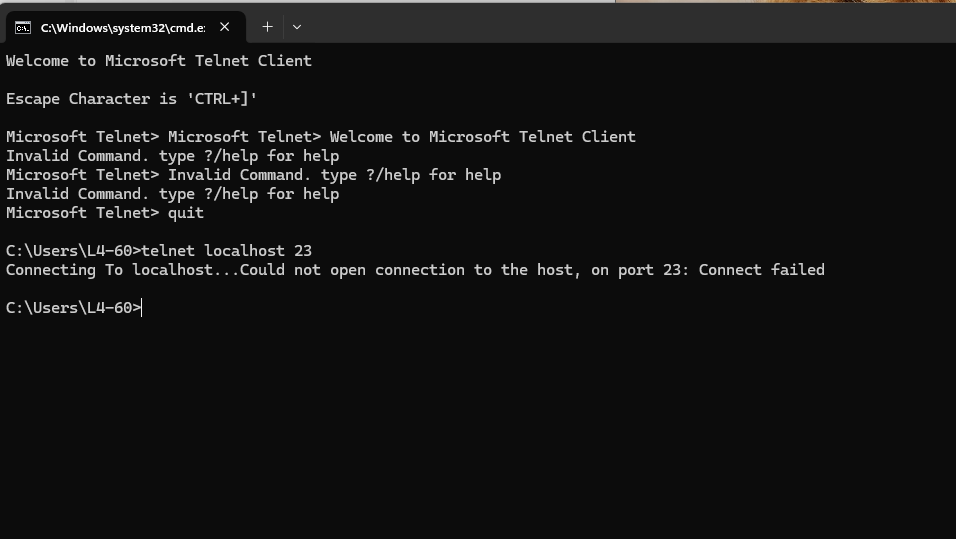 C:\Windows\system32\cmd.e:
Welcome to Microsoft Telnet Client
Escape Character is 'CTRL+]'
Microsoft Telnet> Microsoft Telnet> Welcome to Microsoft Telnet Client
Invalid Command. type ?/help for help
Microsoft Telnet> Invalid Command. type ?/help for help
Invalid Command. type ?/help for help
Microsoft Telnet> quit
C:\Users\L4-60>telnet localhost 23
Connecting To localhost...Could not open connection to the host, on port 23: Connect failed
C:\Users\L4-60>